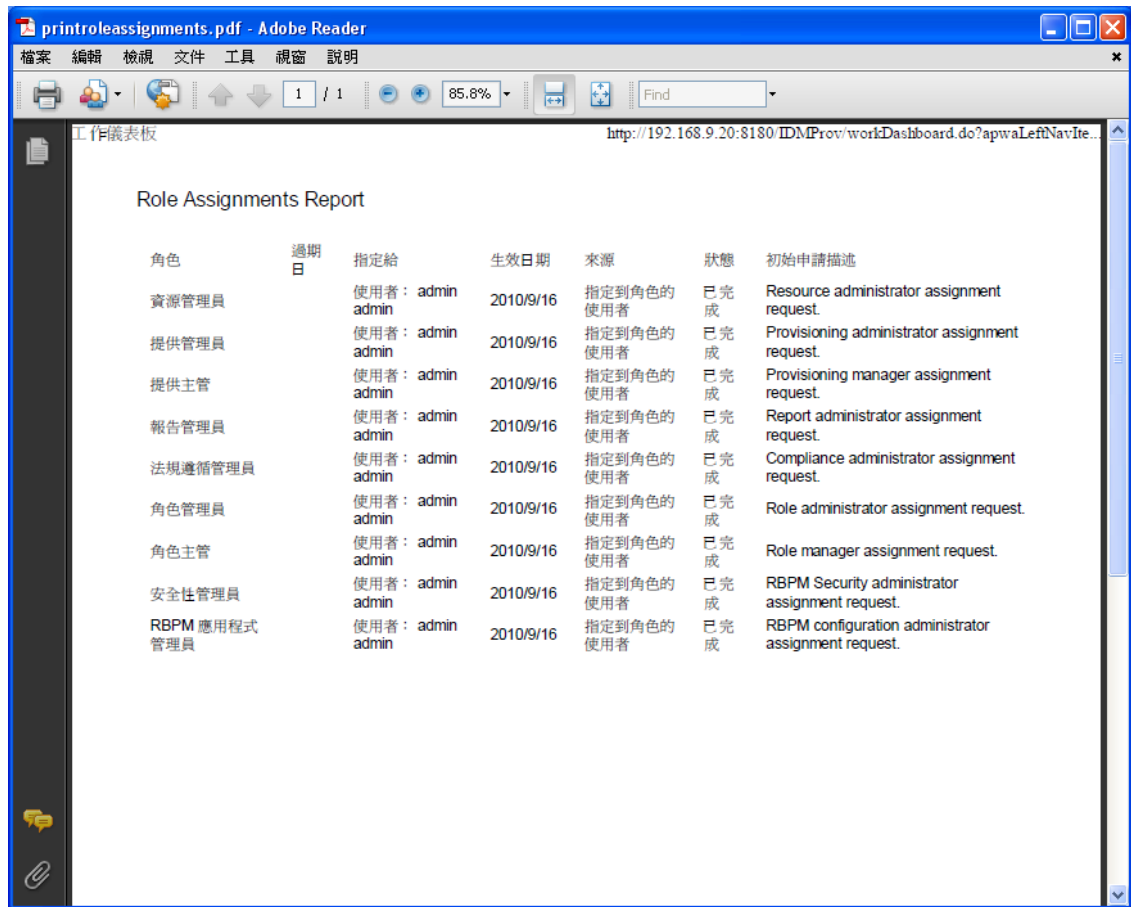 printroleassignments.pdf - Adobe Reader
檔案 編輯 檢視 文件 工具 視窗 說明
1 / 1 85.8% Find
工作儀表板 http://192.168.9.20:8180/IDMProv/workDashboard.do?apwaLeftNavIte...
Role Assignments Report
角色 過期日 指定給 生效日期 來源 狀態 初始申請描述
資源管理員 使用者： admin admin 2010/9/16 指定到角色的使用者 已完成 Resource administrator assignment request.
提供管理員 使用者： admin admin 2010/9/16 指定到角色的使用者 已完成 Provisioning administrator assignment request.
提供主管 使用者： admin admin 2010/9/16 指定到角色的使用者 已完成 Provisioning manager assignment request.
報告管理員 使用者： admin admin 2010/9/16 指定到角色的使用者 已完成 Report administrator assignment request.
法規遵循管理員 使用者： admin admin 2010/9/16 指定到角色的使用者 已完成 Compliance administrator assignment request.
角色管理員 使用者： admin admin 2010/9/16 指定到角色的使用者 已完成 Role administrator assignment request.
角色主管 使用者： admin admin 2010/9/16 指定到角色的使用者 已完成 Role manager assignment request.
安全性管理員 使用者： admin admin 2010/9/16 指定到角色的使用者 已完成 RBPM Security administrator assignment request.
RBPM 應用程式管理員 使用者： admin admin 2010/9/16 指定到角色的使用者 已完成 RBPM configuration administrator assignment request.